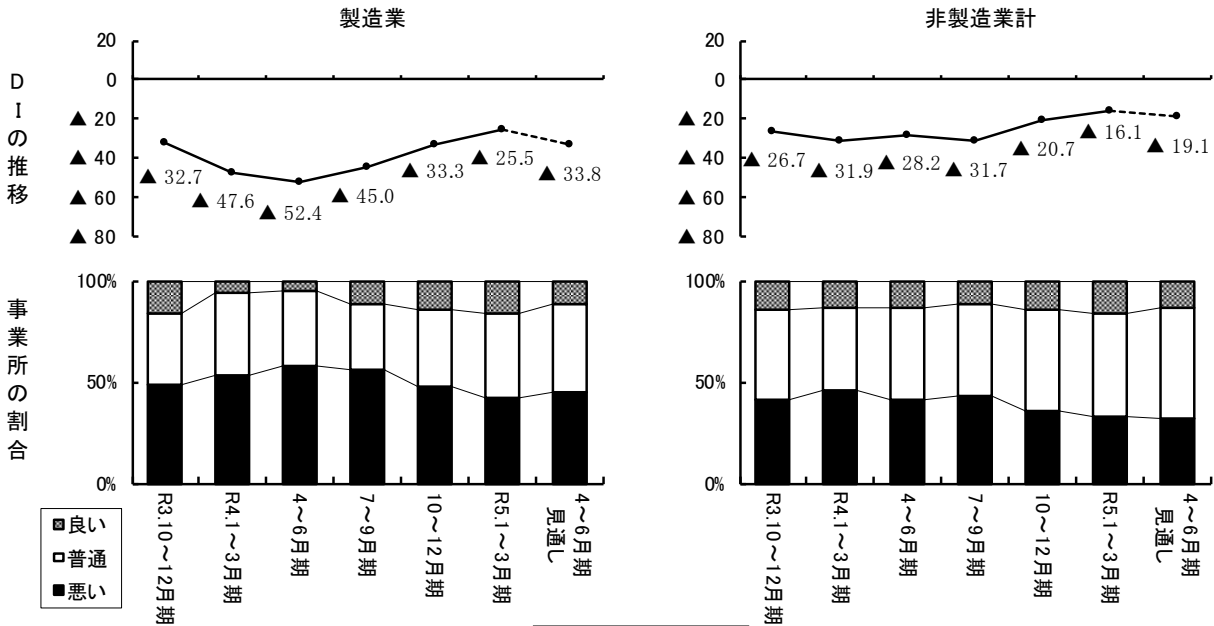 製造業
20
0
▲ 20
▲ 40
▲ 60
▲ 80
DIの推移
▲ 32.7
▲ 47.6
▲ 52.4
▲ 45.0
▲ 33.3
▲ 25.5
▲ 33.8
事業所の割合
100%
50%
0%
R3.10～12月期
R4.1～3月期
4～6月期
7～9月期
10～12月期
R5.1～3月期
4～6月期
見通し
良い
普通
悪い
非製造業計
20
0
▲ 20
▲ 40
▲ 60
▲ 80
▲ 26.7
▲ 31.9
▲ 28.2
▲ 31.7
▲ 20.7
▲ 16.1
▲ 19.1
100%
50%
0%
R3.10～12月期
R4.1～3月期
4～6月期
7～9月期
10～12月期
R5.1～3月期
4～6月期
見通し